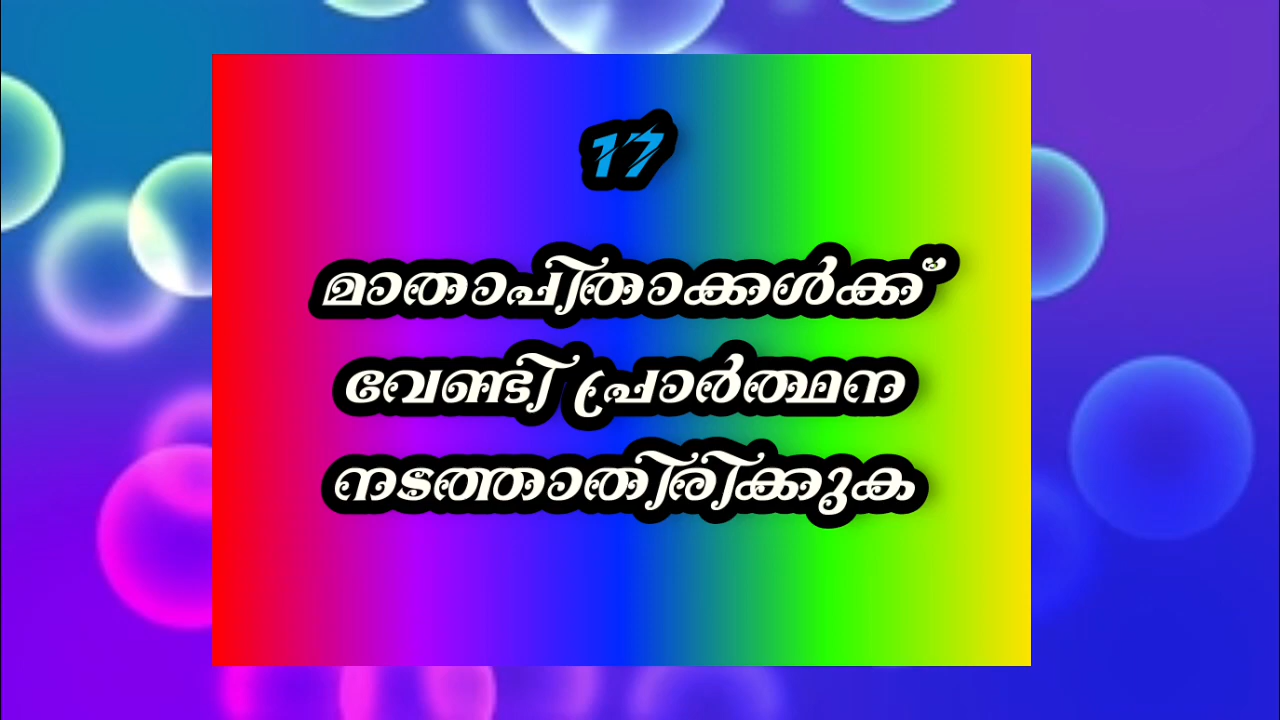 17
മാതാപിതാക്കൾക്ക്
വേണ്ടി പ്രാർത്ഥന
നടത്താതിരിക്കുക